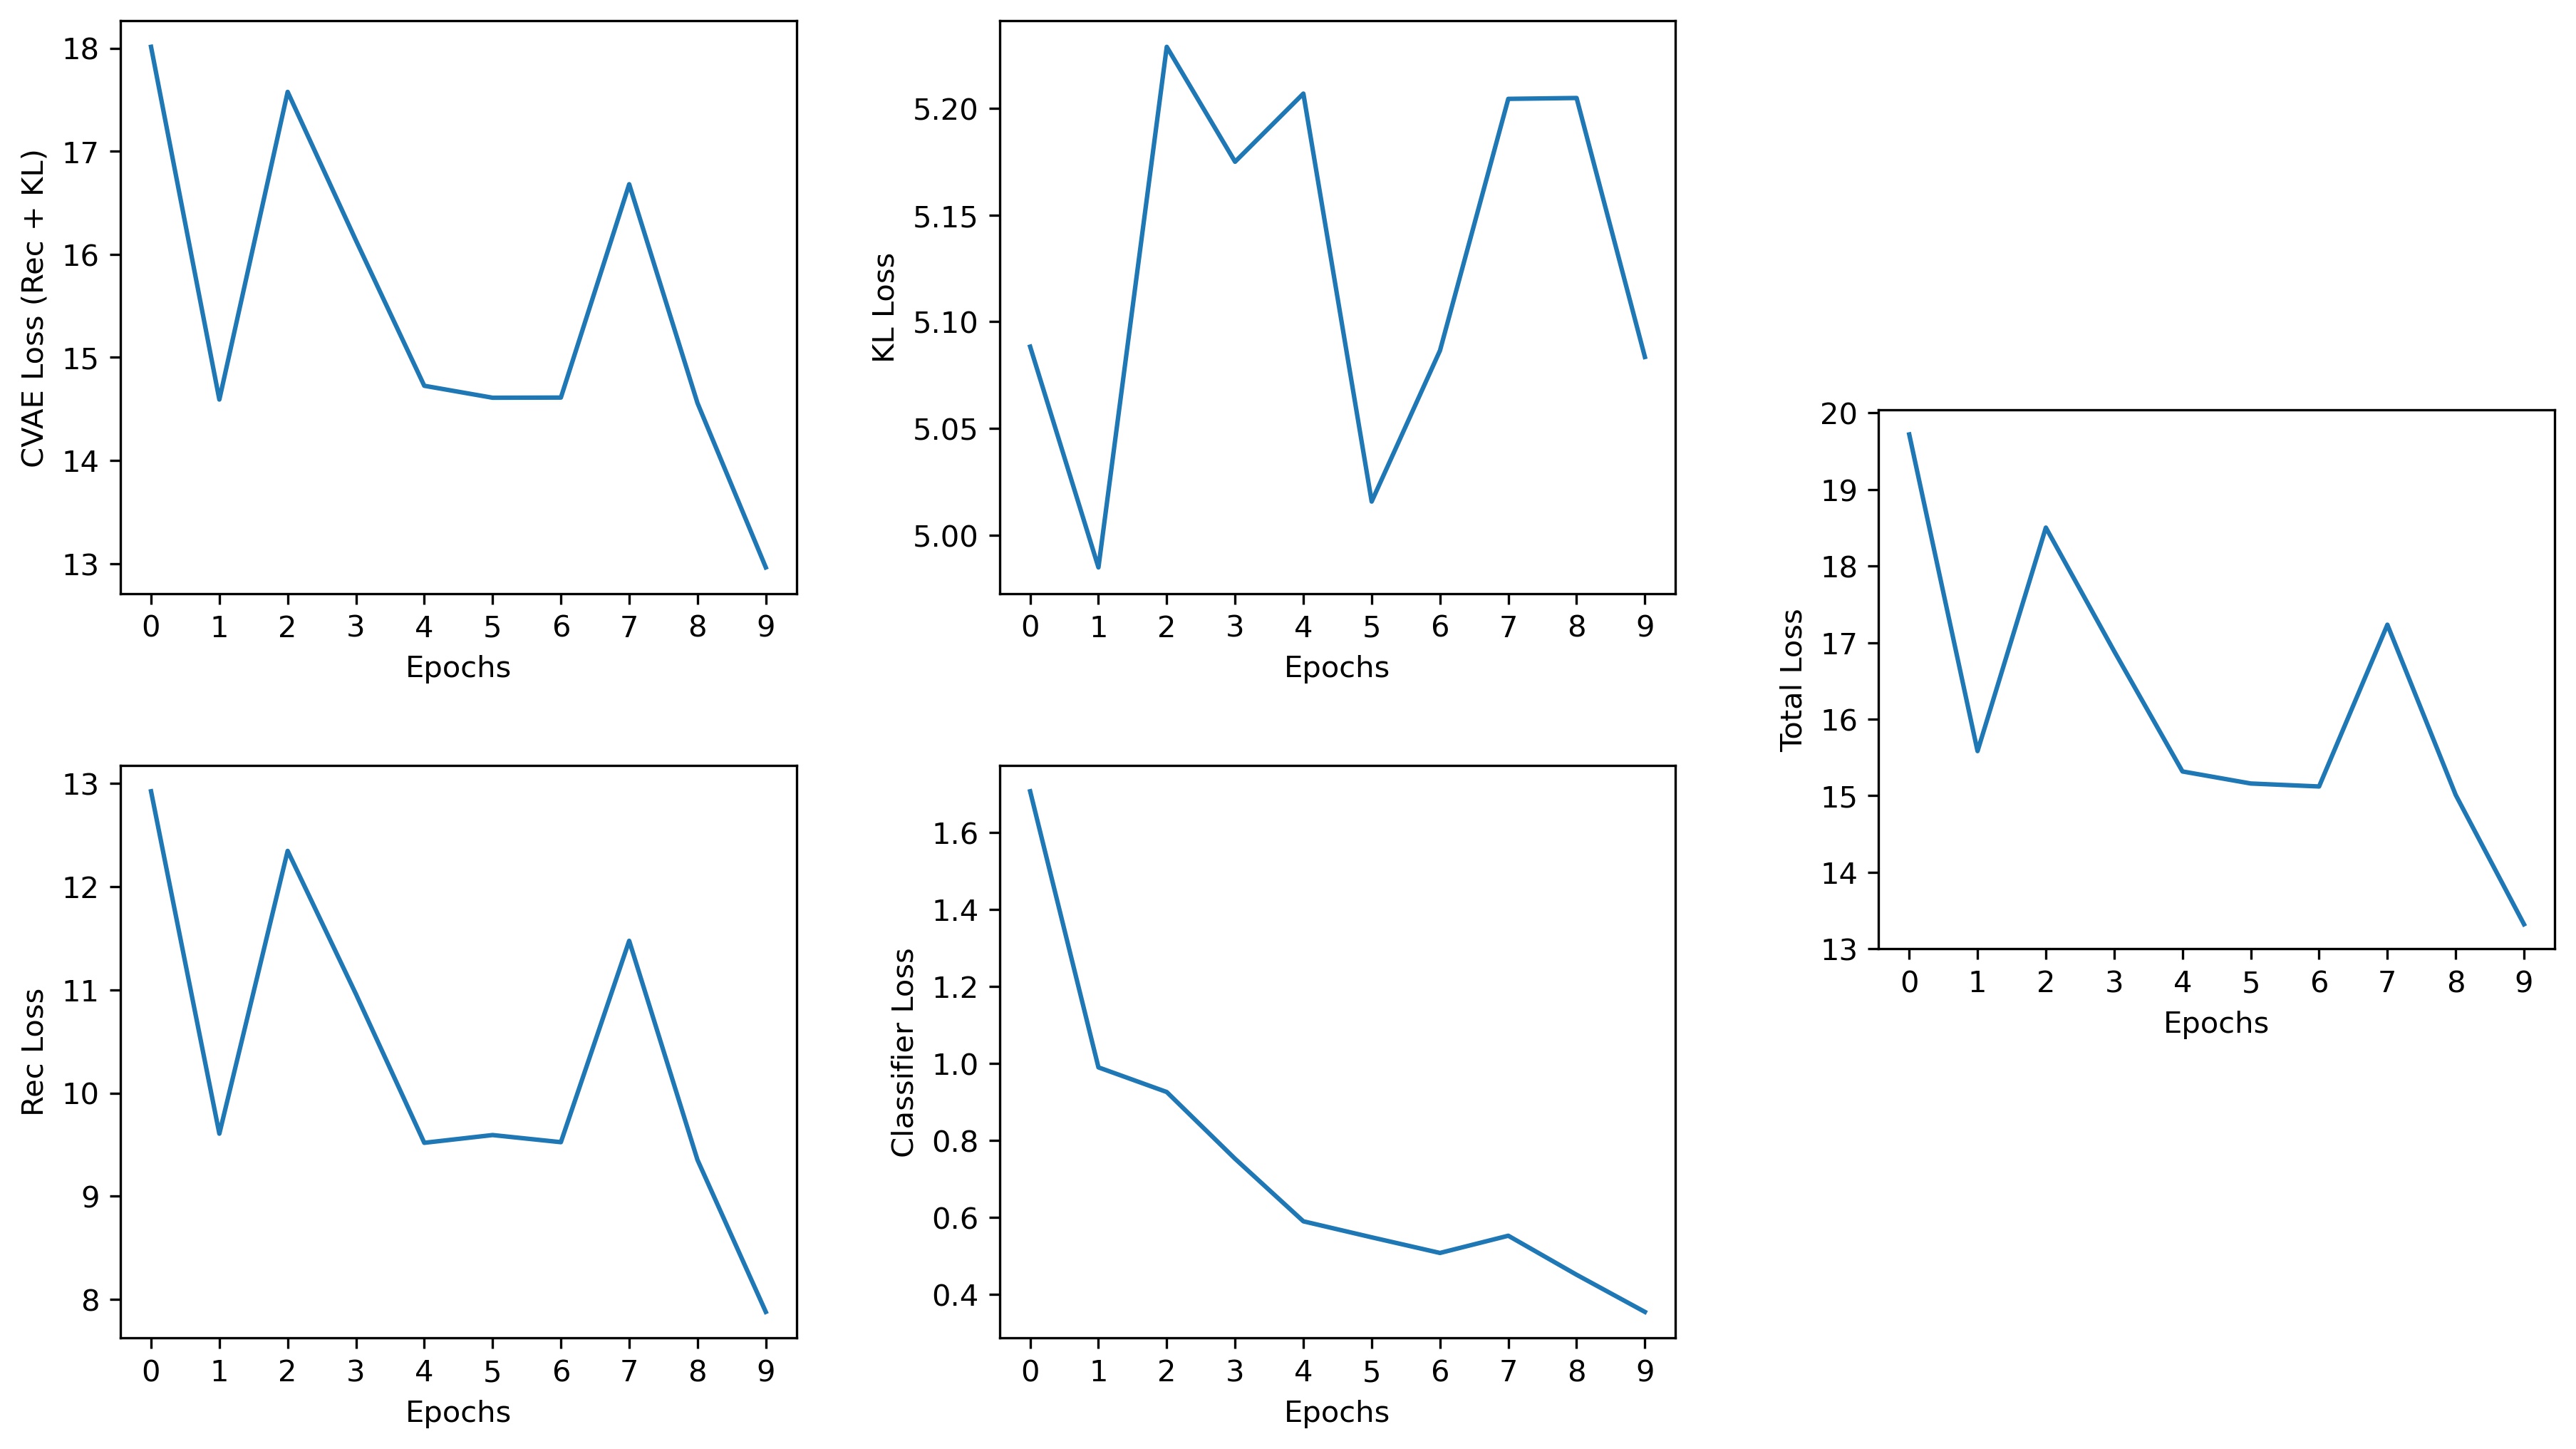 CVAE Loss (Rec + KL)
18
17
16
15
14
13
0 1 2 3 4 5 6 7 8 9
Epochs
KL Loss
5.20
5.15
5.10
5.05
5.00
0 1 2 3 4 5 6 7 8 9
Epochs
Rec Loss
13
12
11
10
9
8
0 1 2 3 4 5 6 7 8 9
Epochs
Classifier Loss
1.6
1.4
1.2
1.0
0.8
0.6
0.4
0 1 2 3 4 5 6 7 8 9
Epochs
Total Loss
20
19
18
17
16
15
14
13
0 1 2 3 4 5 6 7 8 9
Epochs